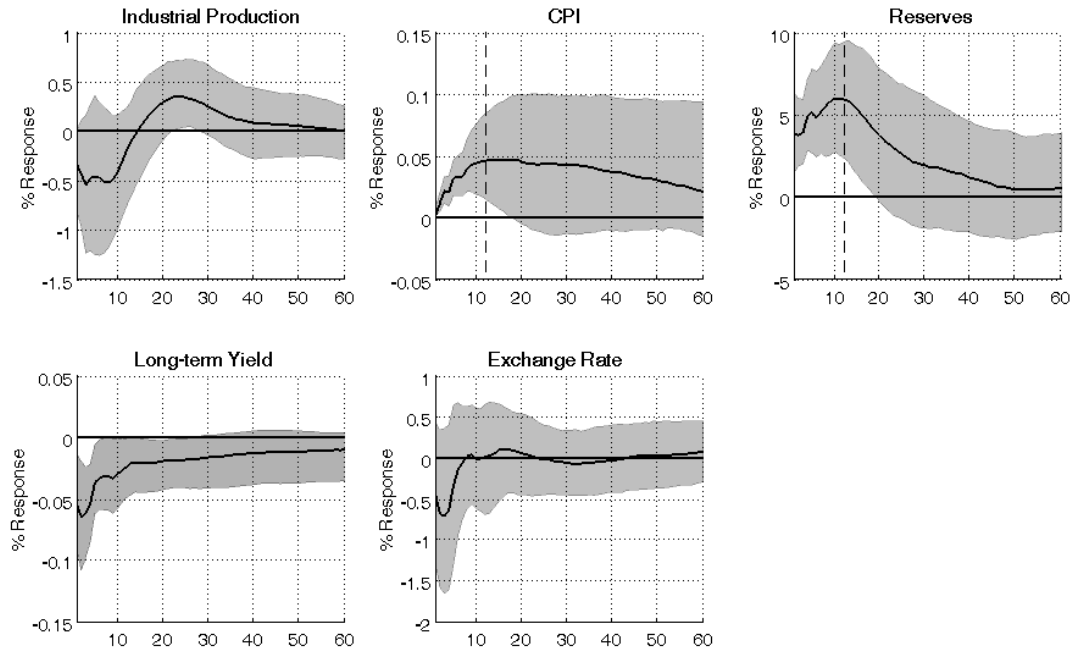 Industrial Production
% Response
1
0.5
0
-0.5
-1
-1.5
10 20 30 40 50 60
CPI
% Response
0.15
0.1
0.05
0
-0.05
10 20 30 40 50 60
Reserves
% Response
10
5
0
-5
10 20 30 40 50 60
Long-term Yield
% Response
0.05
0
-0.05
-0.1
-0.15
10 20 30 40 50 60
Exchange Rate
% Response
1
0.5
0
-0.5
-1
-1.5
-2
10 20 30 40 50 60